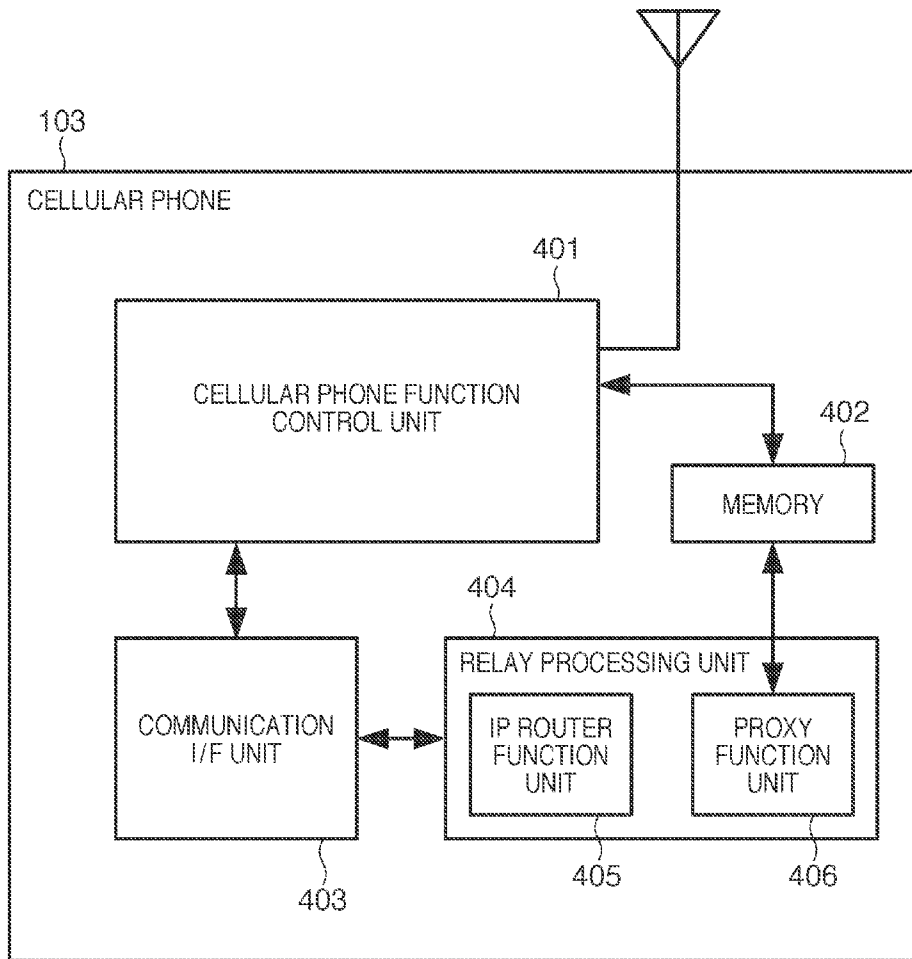 103
CELLULAR PHONE
401
CELLULAR PHONE FUNCTION
CONTROL UNIT
402
MEMORY
404
RELAY PROCESSING UNIT
COMMUNICATION
I/F UNIT
IP ROUTER
FUNCTION
UNIT
PROXY
FUNCTION
UNIT
403
405
406